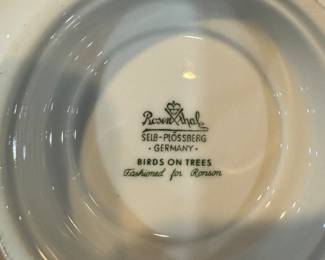 Rosenthal
SELB-PLÖSSBERG
· GERMANY ·
BIRDS ON TREES
Fashioned for Ronson